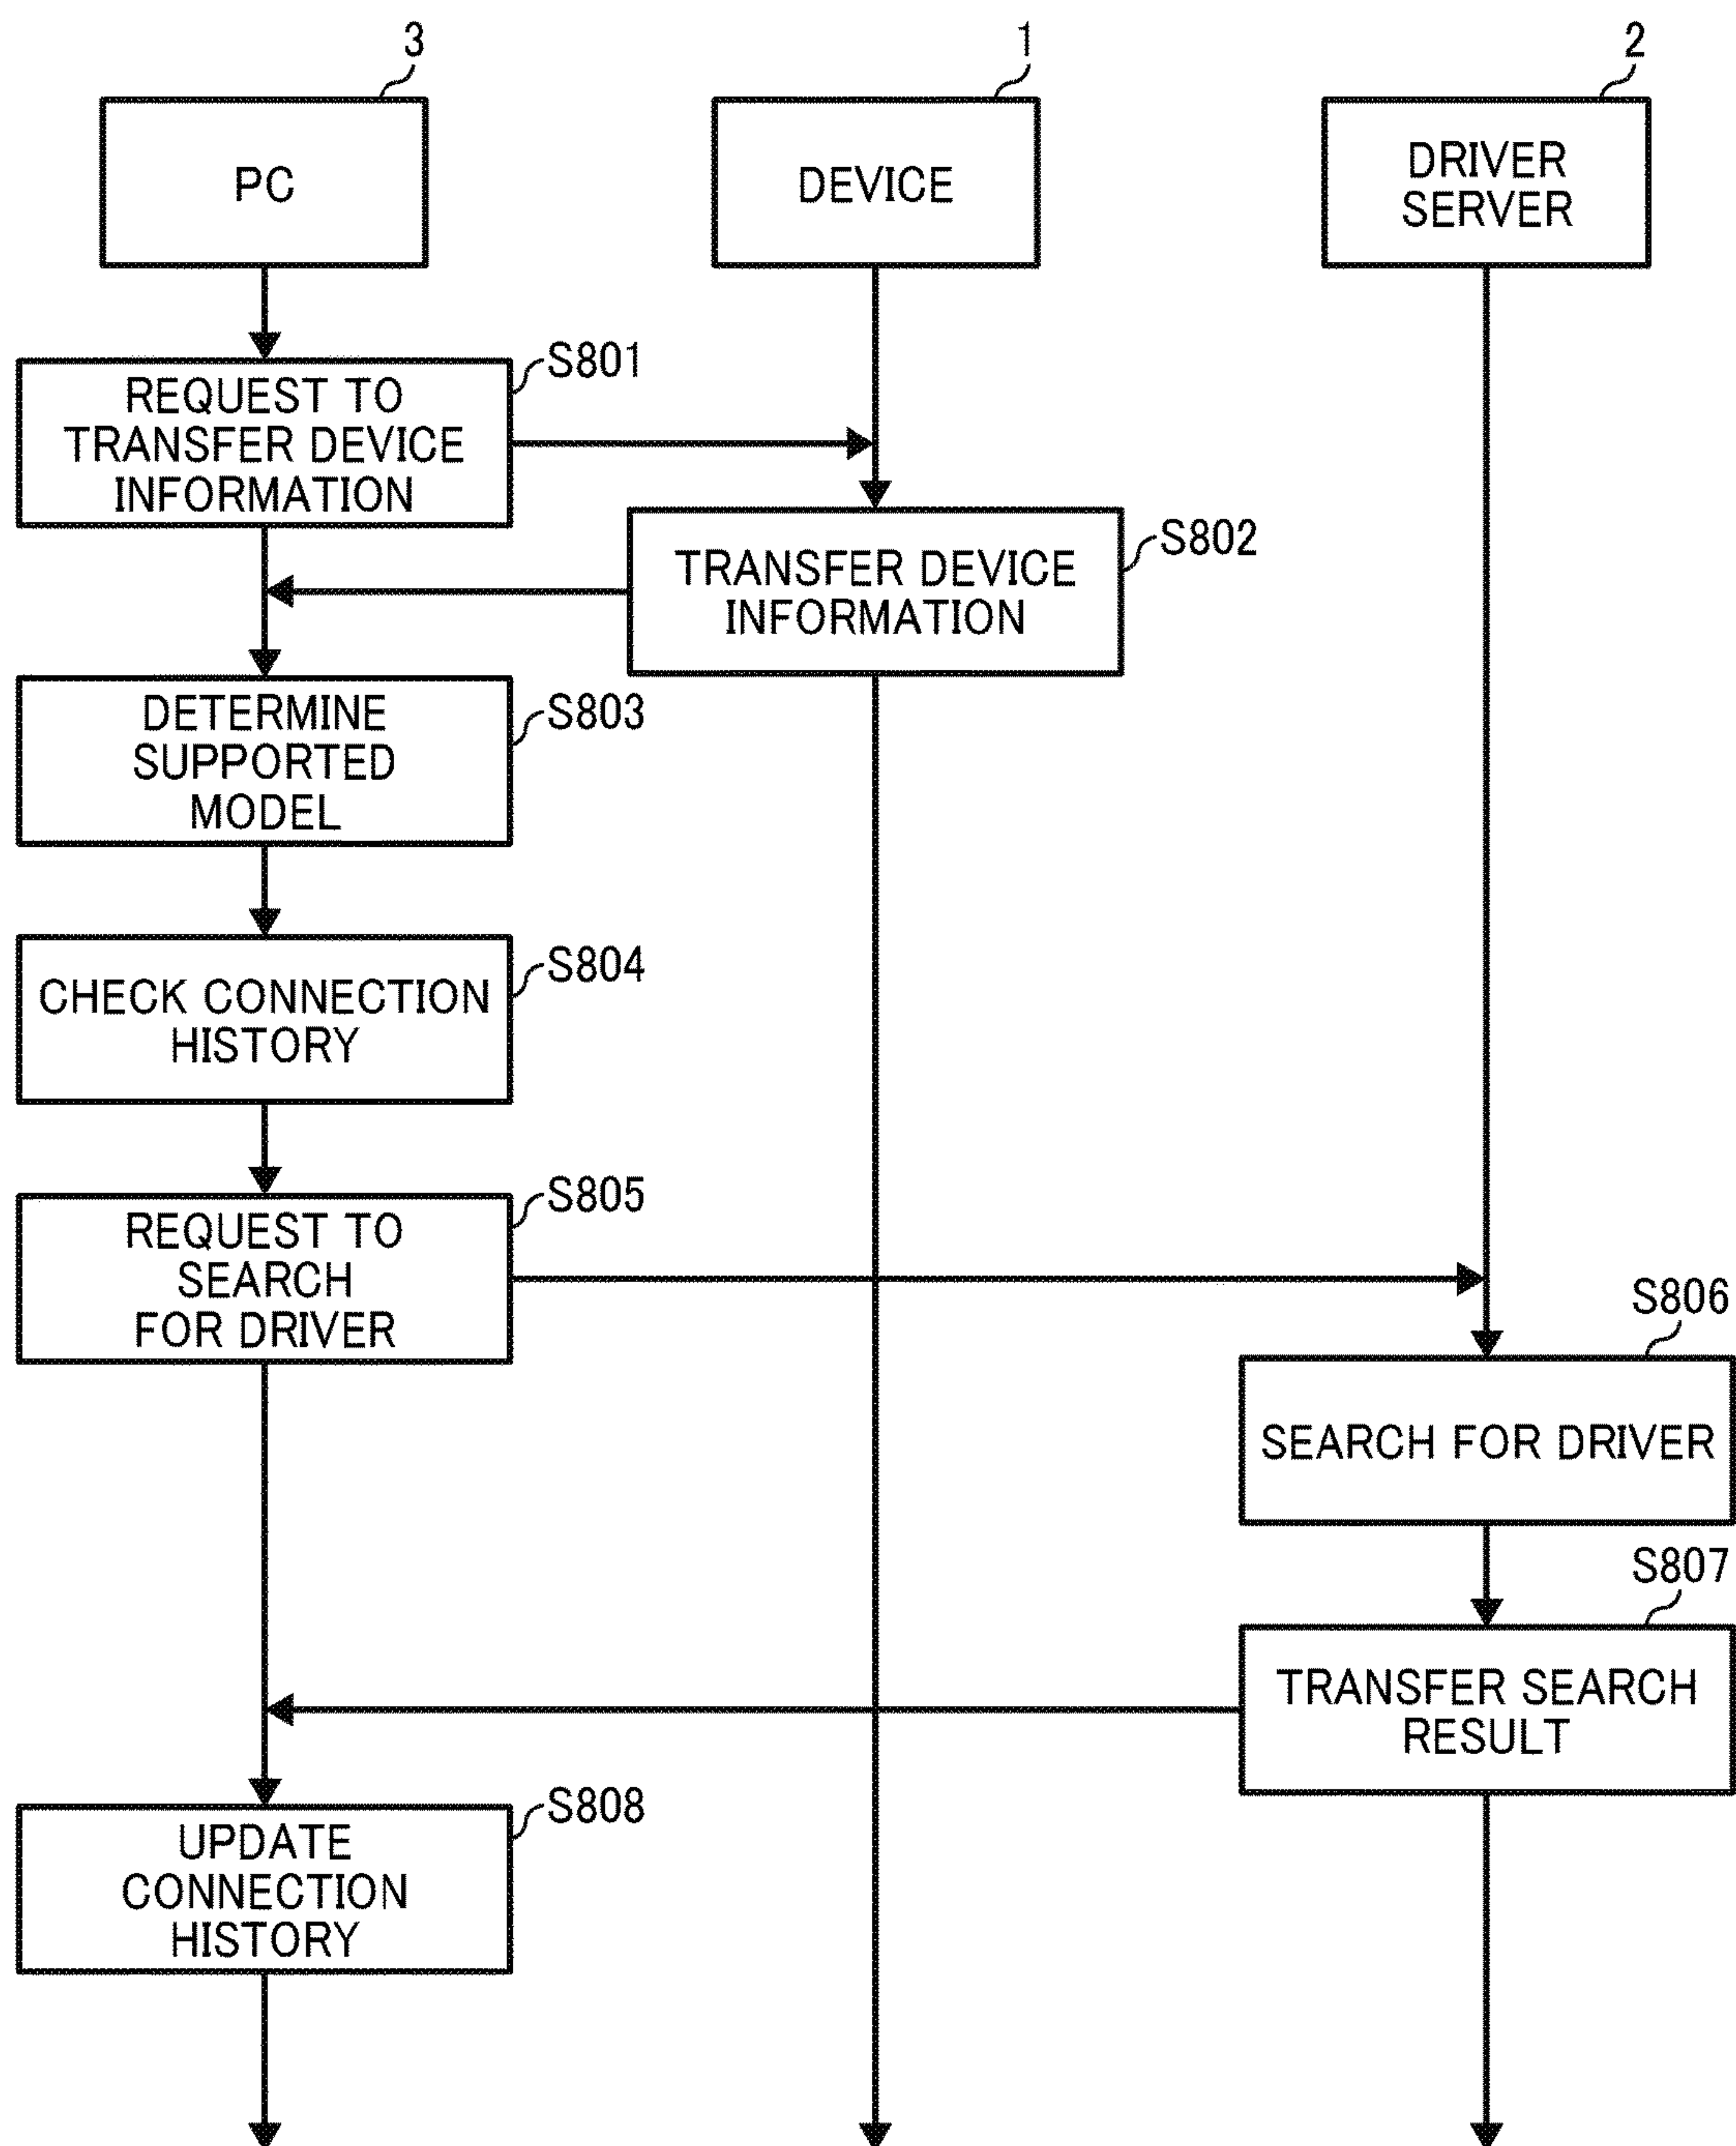 3
1
2
PC
DEVICE
DRIVER
SERVER
S801
REQUEST TO
TRANSFER DEVICE
INFORMATION
S802
TRANSFER DEVICE
INFORMATION
S803
DETERMINE
SUPPORTED
MODEL
S804
CHECK CONNECTION
HISTORY
S805
REQUEST TO
SEARCH
FOR DRIVER
S806
SEARCH FOR DRIVER
S807
TRANSFER SEARCH
RESULT
S808
UPDATE
CONNECTION
HISTORY